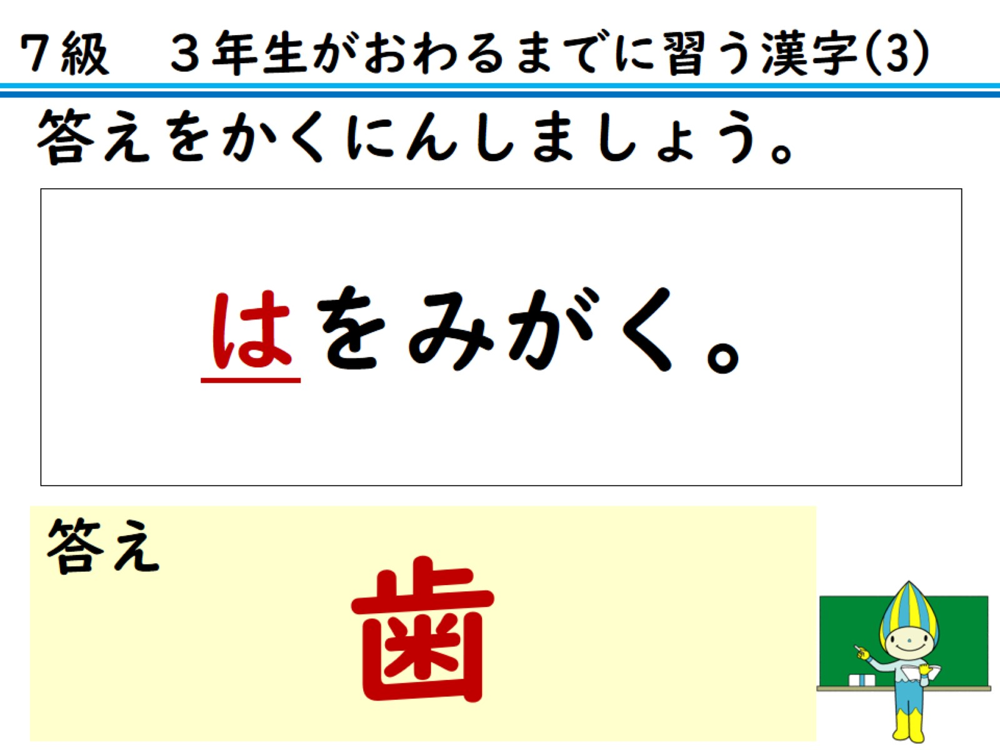 ７級　３年生がおわるまでに習う漢字(3)
答えをかくにんしましょう。
はをみがく。
答え
歯